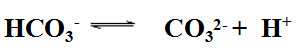 HCO₃⁻ ⇌ CO₃²⁻ + H⁺